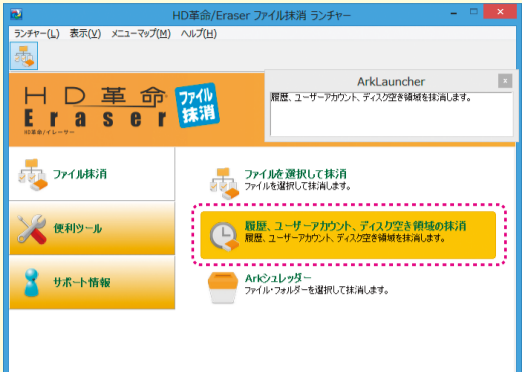 HD革命/Eraser ファイル抹消 ランチャー
ランチャー(L) 表示(V) メニューマップ(M) ヘルプ(H)
ArkLauncher
履歴、ユーザーアカウント、ディスク空き領域を抹消します。
HD革命
Eraser
ファイル
抹消
HD革命/イレーサー
ファイル抹消
ファイルを選択して抹消
ファイルを選択して抹消します。
便利ツール
履歴、ユーザーアカウント、ディスク空き領域の抹消
履歴、ユーザーアカウント、ディスク空き領域を抹消します。
サポート情報
Arkシュレッダー
ファイル・フォルダーを選択して抹消します。